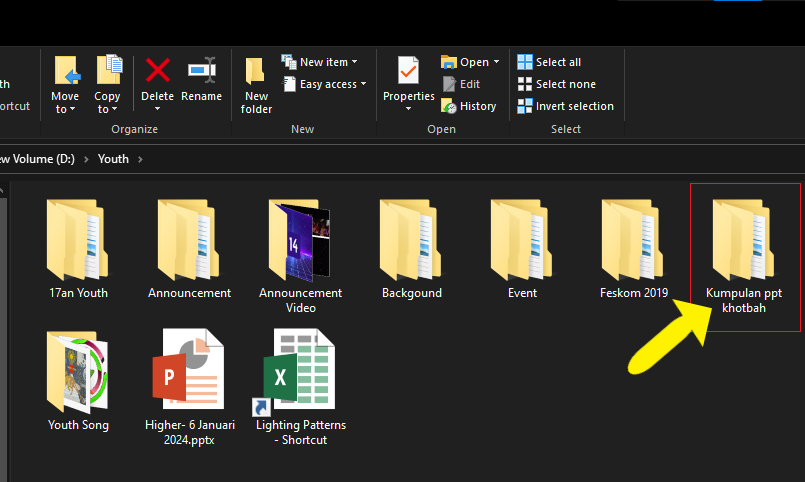 New item
Move
to
Copy
to
Delete
Rename
New
folder
Easy access
Properties
Open
Edit
History
Select all
Select none
Invert selection
th
ortcut
Organize
New
Open
Select
ew Volume (D:) > Youth >
17an Youth
Announcement
14
Announcement
Video
Backgound
Event
Feskom 2019
Kumpulan ppt
khotbah
Youth Song
P
Higher- 6 Januari
2024.pptx
X
Lighting Patterns
- Shortcut